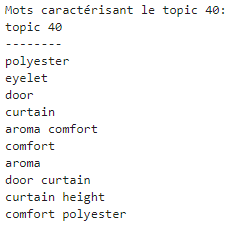 Mots caractérisant le topic 40:
topic 40
--------
polyester
eyelet
door
curtain
aroma comfort
comfort
aroma
door curtain
curtain height
comfort polyester